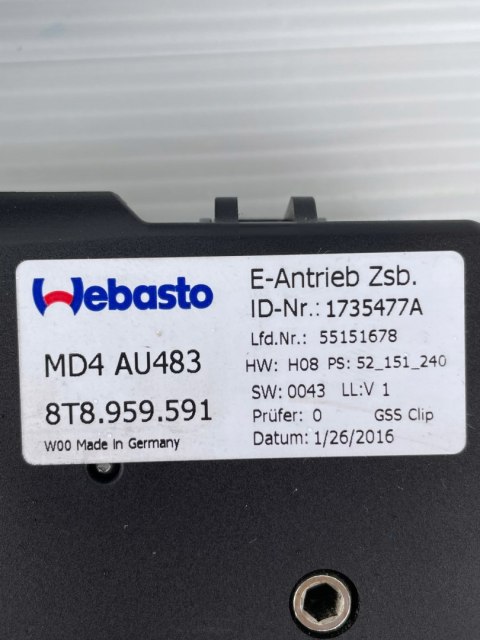 Webasto
MD4 AU483
8T8.959.591
W00 Made in Germany
E-Antrieb Zsb.
ID-Nr.: 1735477A
Lfd.Nr.: 55151678
HW: H08 PS: 52_151_240
SW: 0043 LL:V 1
Prüfer: 0 GSS Clip
Datum: 1/26/2016